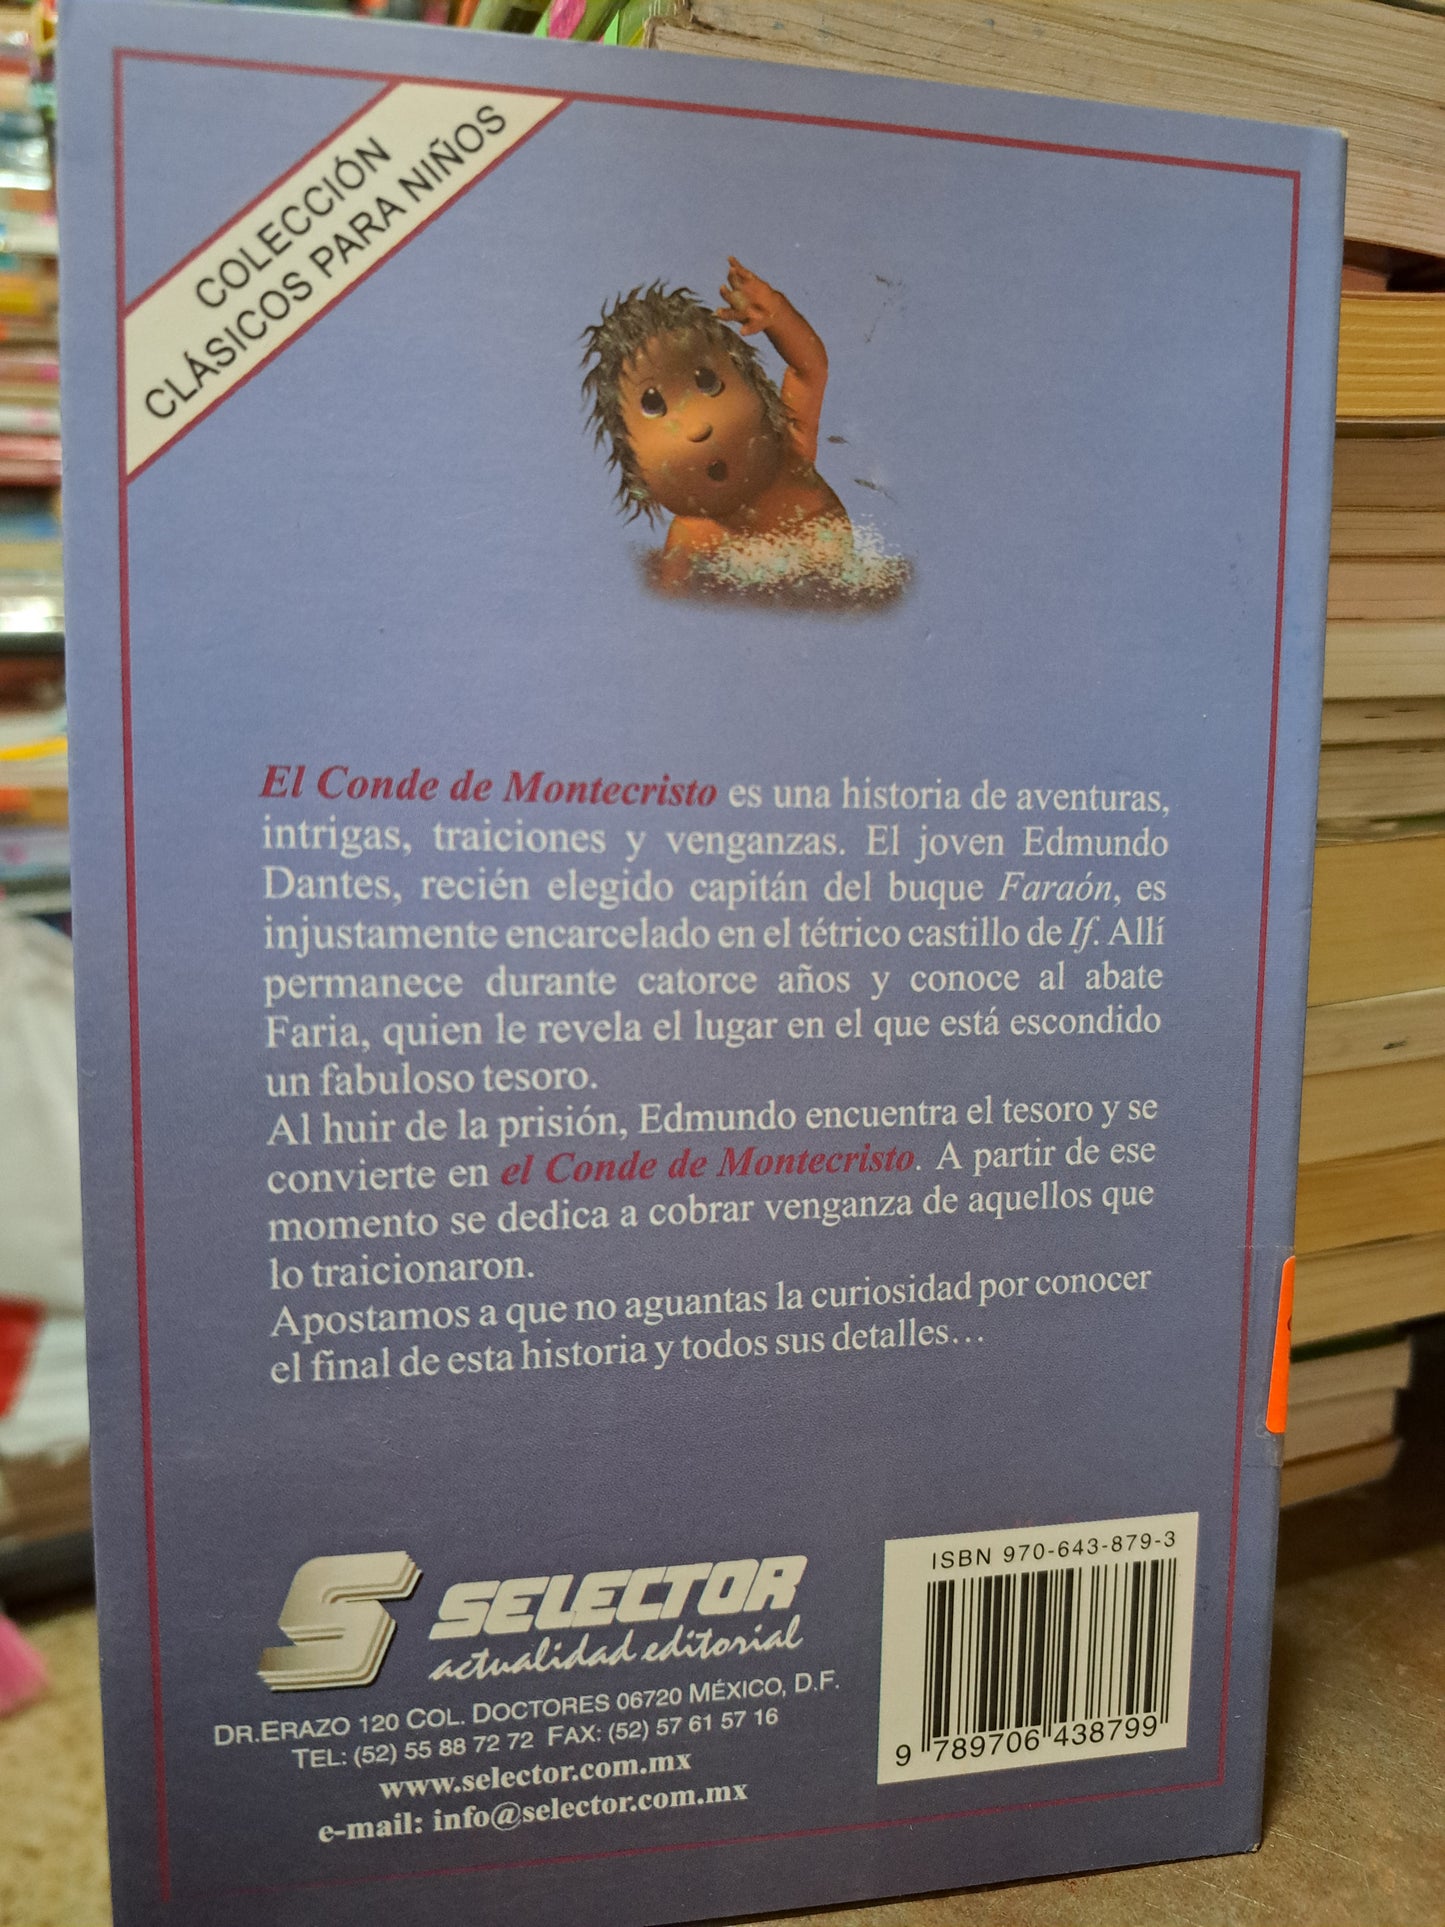 COLECCIÓN
CLÁSICOS PARA NIÑOS
El Conde de Montecristo es una historia de aventuras,
intrigas, traiciones y venganzas. El joven Edmundo
Dantes, recién elegido capitán del buque Faraón, es
injustamente encarcelado en el tétrico castillo de If. Allí
permanece durante catorce años y conoce al abate
Faria, quien le revela el lugar en el que está escondido
un fabuloso tesoro.
Al huir de la prisión, Edmundo encuentra el tesoro y se
convierte en el Conde de Montecristo. A partir de ese
momento se dedica a cobrar venganza de aquellos que
lo traicionaron.
Apostamos a que no aguantas la curiosidad por conocer
el final de esta historia y todos sus detalles...
S SELECTOR
actualidad editorial
DR.ERAZO 120 COL. DOCTORES 06720 MÉXICO, D.F.
TEL: (52) 55 88 72 72 FAX: (52) 57 61 57 16
www.selector.com.mx
e-mail: info@selector.com.mx
ISBN 970-643-879-3
9 789706 438799